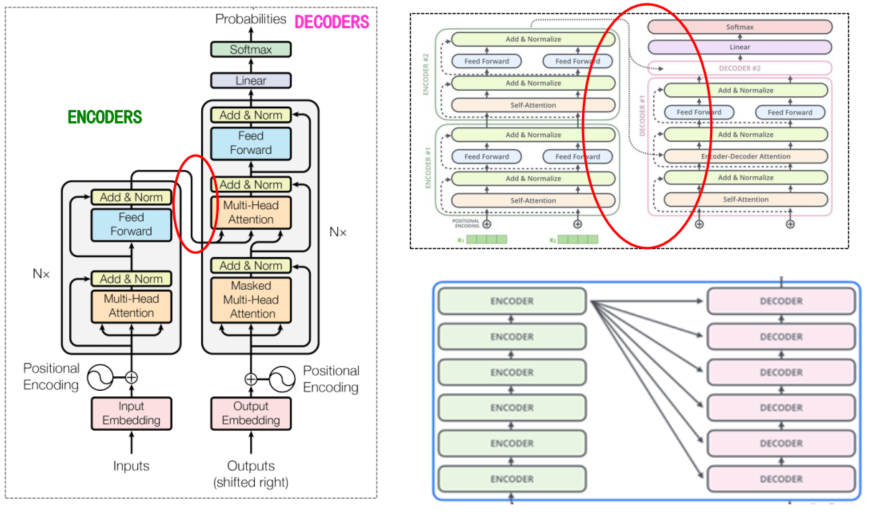 Probabilities
DECODERS
Softmax
Linear
ENCODERS
Add & Norm
Feed
Forward
Add & Norm
Multi-Head
Attention
Add & Norm
Feed
Forward
N×
N×
Add & Norm
Multi-Head
Attention
Add & Norm
Masked
Multi-Head
Attention
Positional
Encoding
Positional
Encoding
Input
Embedding
Output
Embedding
Inputs
Outputs
(shifted right)
ENCODER #2
Add & Normalize
Feed Forward
Feed Forward
Add & Normalize
Self-Attention
ENCODER #1
Add & Normalize
Feed Forward
Feed Forward
Add & Normalize
Self-Attention
POSITIONAL
ENCODING
X₁
X₂
Softmax
Linear
DECODER #2
DECODER #1
Add & Normalize
Feed Forward
Feed Forward
Add & Normalize
Encoder-Decoder Attention
Add & Normalize
Self-Attention
ENCODER
DECODER
ENCODER
DECODER
ENCODER
DECODER
ENCODER
DECODER
ENCODER
DECODER
ENCODER
DECODER